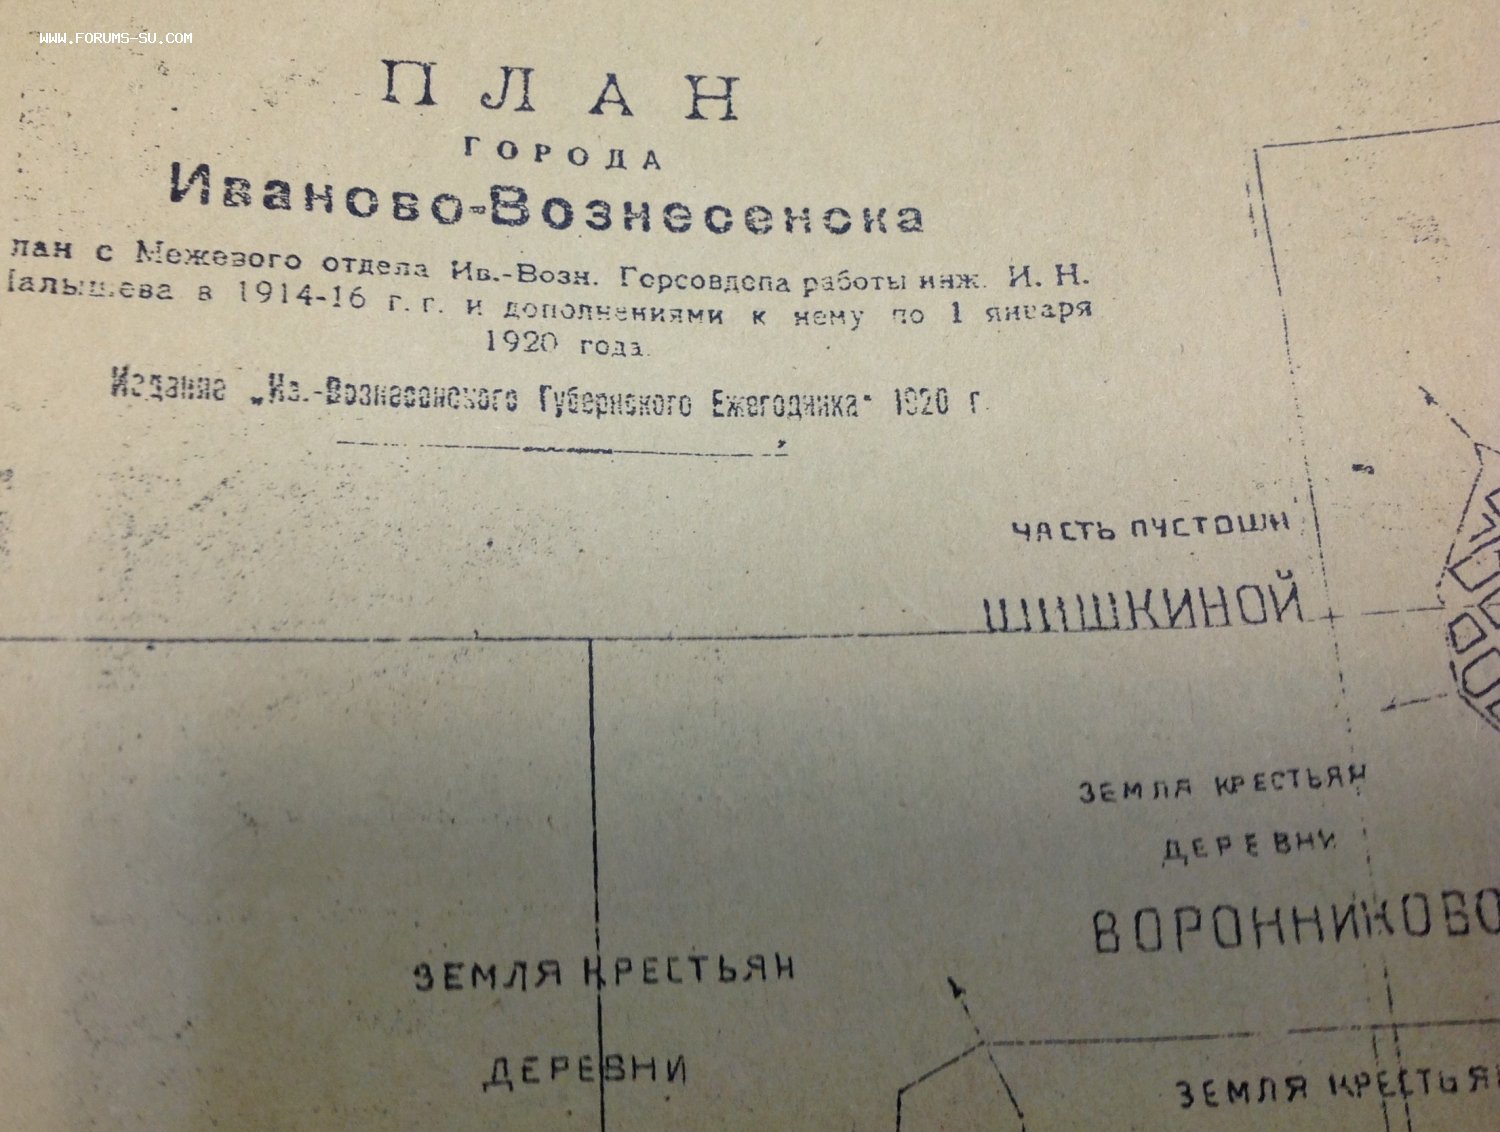 WWW.FORUMS-SU.COM
ПЛАН
ГОРОДА
Иваново-Вознесенска
лан с Межевого отдела Ив.-Возн. Горсовдепа работы инж. И. Н.
алышева в 1914-16 г. г. и дополнениями к нему по 1 января
1920 года.
Издание „Ив.-Вознесенского Губернского Ежегодника" 1920 г.
ЧАСТЬ ПУСТОШИ
ШИШКИНОЙ
ЗЕМЛЯ КРЕСТЬЯН
ДЕРЕВНИ
ВОРОННИКОВО
ЗЕМЛЯ КРЕСТЬЯН
ДЕРЕВНИ
ЗЕМЛЯ КРЕСТЬЯН